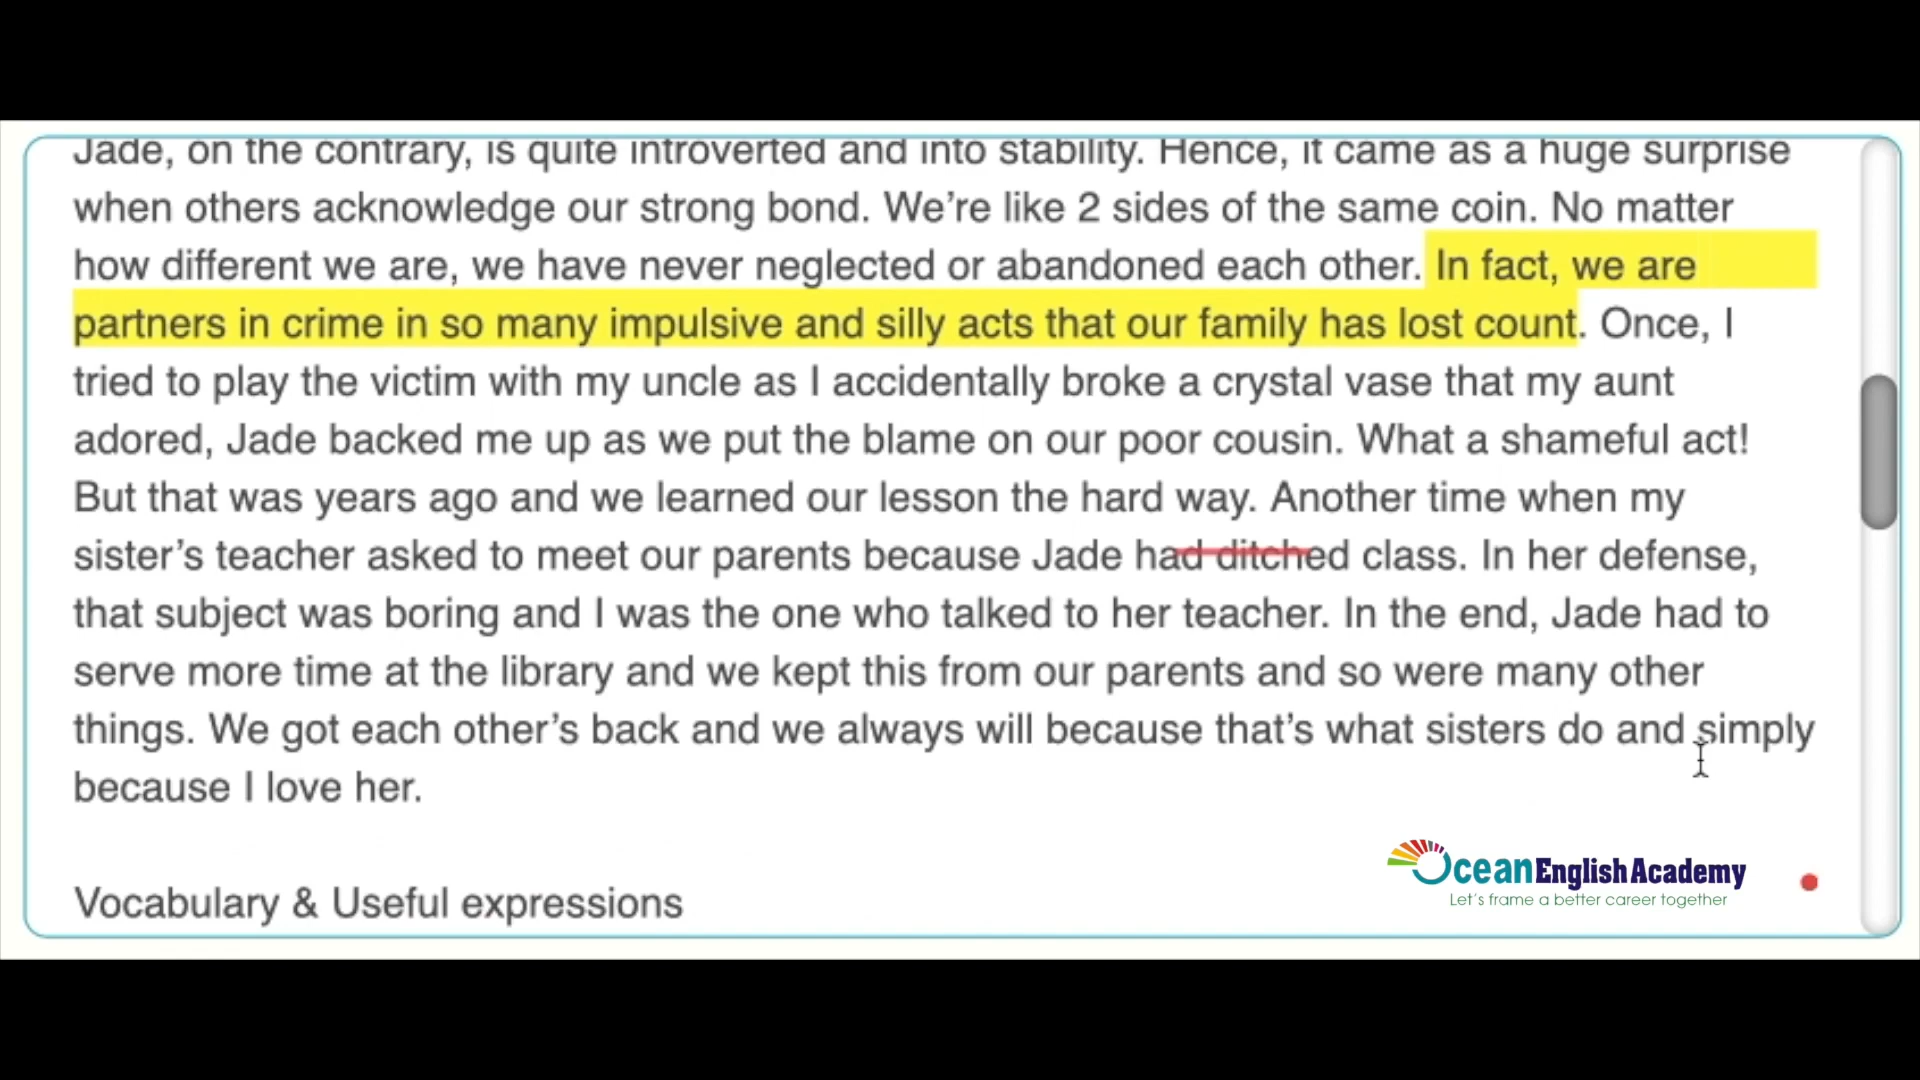 Jade, on the contrary, is quite introverted and into stability. Hence, it came as a huge surprise
when others acknowledge our strong bond. We’re like 2 sides of the same coin. No matter
how different we are, we have never neglected or abandoned each other. In fact, we are
partners in crime in so many impulsive and silly acts that our family has lost count. Once, I
tried to play the victim with my uncle as I accidentally broke a crystal vase that my aunt
adored, Jade backed me up as we put the blame on our poor cousin. What a shameful act!
But that was years ago and we learned our lesson the hard way. Another time when my
sister’s teacher asked to meet our parents because Jade had ditched class. In her defense,
that subject was boring and I was the one who talked to her teacher. In the end, Jade had to
serve more time at the library and we kept this from our parents and so were many other
things. We got each other’s back and we always will because that’s what sisters do and simply
because I love her.
Vocabulary & Useful expressions
Ocean English Academy
Let's frame a better career together